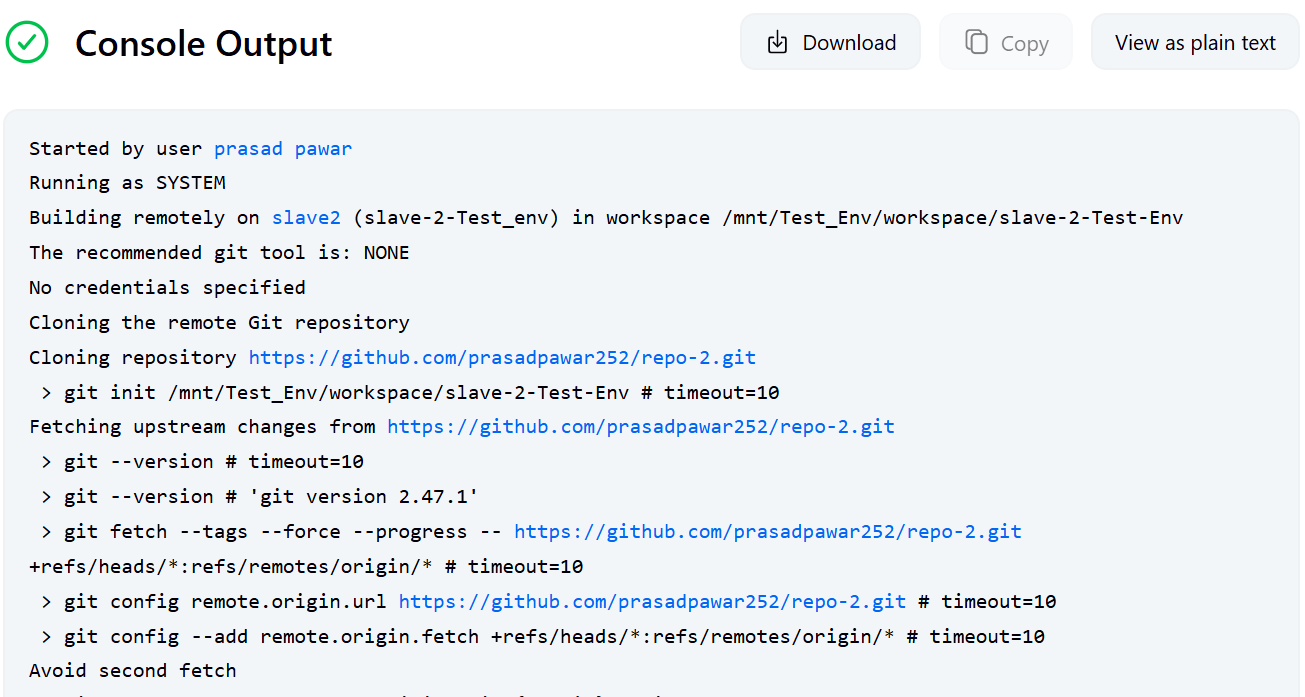 Console Output
Download
Copy
View as plain text
Started by user prasad pawar
Running as SYSTEM
Building remotely on slave2 (slave-2-Test_env) in workspace /mnt/Test_Env/workspace/slave-2-Test-Env
The recommended git tool is: NONE
No credentials specified
Cloning the remote Git repository
Cloning repository https://github.com/prasadpawar252/repo-2.git
> git init /mnt/Test_Env/workspace/slave-2-Test-Env # timeout=10
Fetching upstream changes from https://github.com/prasadpawar252/repo-2.git
> git --version # timeout=10
> git --version # 'git version 2.47.1'
> git fetch --tags --force --progress -- https://github.com/prasadpawar252/repo-2.git
+refs/heads/*:refs/remotes/origin/* # timeout=10
> git config remote.origin.url https://github.com/prasadpawar252/repo-2.git # timeout=10
> git config --add remote.origin.fetch +refs/heads/*:refs/remotes/origin/* # timeout=10
Avoid second fetch